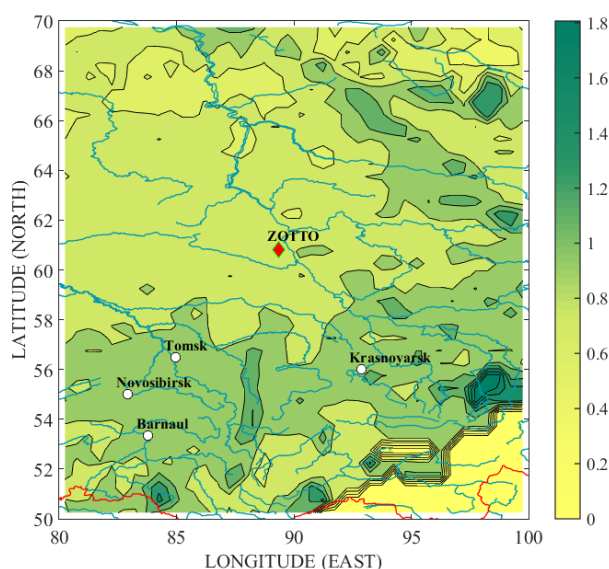 70
68
66
64
62
60
58
56
54
52
50
LATITUDE (NORTH)
ZOTTO
Tomsk
Krasnoyarsk
Novosibirsk
Barnaul
80 85 90 95 100
LONGITUDE (EAST)
1.8
1.6
1.4
1.2
1
0.8
0.6
0.4
0.2
0